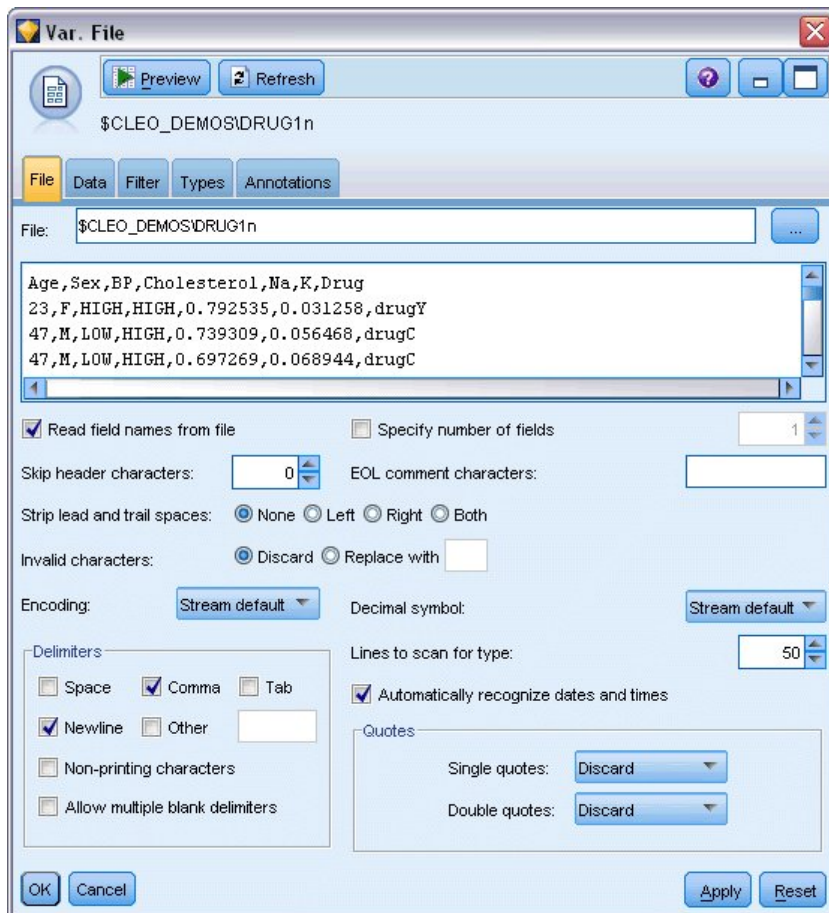 Var. File
Preview Refresh
$CLEO_DEMOS\DRUG1n
File Data Filter Types Annotations
File: $CLEO_DEMOS\DRUG1n ...
Age,Sex,BP,Cholesterol,Na,K,Drug
23,F,HIGH,HIGH,0.792535,0.031258,drugY
47,M,LOW,HIGH,0.739309,0.056468,drugC
47,M,LOW,HIGH,0.697269,0.068944,drugC
Read field names from file Specify number of fields 1
Skip header characters: 0 EOL comment characters:
Strip lead and trail spaces: None Left Right Both
Invalid characters: Discard Replace with
Encoding: Stream default Decimal symbol: Stream default
Delimiters Lines to scan for type: 50
Space Comma Tab Automatically recognize dates and times
Newline Other Quotes
Non-printing characters Single quotes: Discard
Allow multiple blank delimiters Double quotes: Discard
OK Cancel Apply Reset